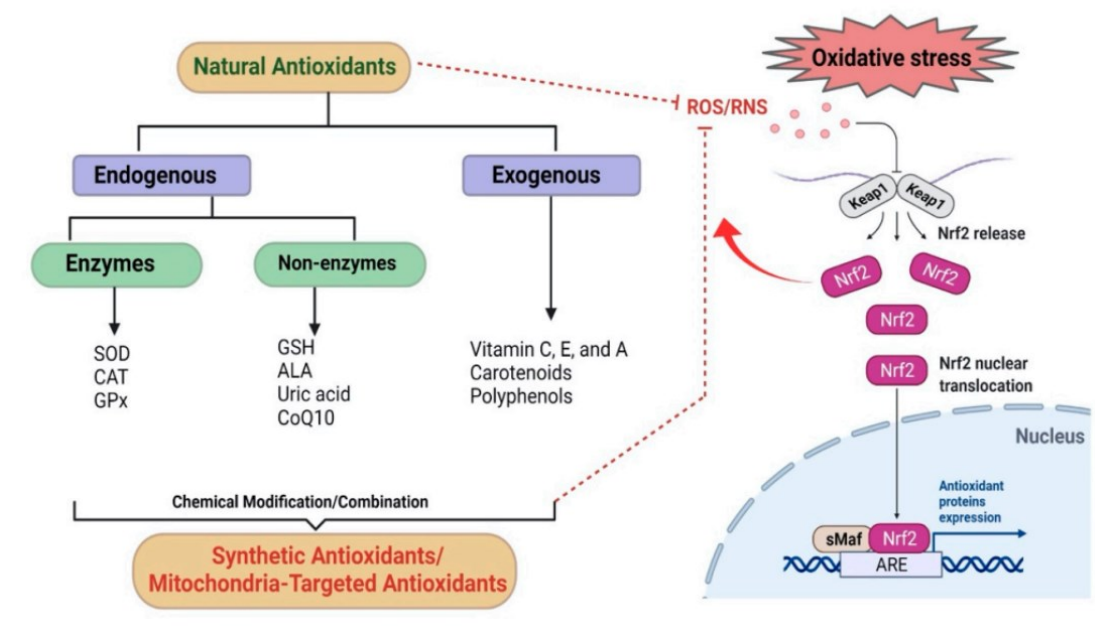 Natural Antioxidants
Endogenous
Exogenous
Enzymes
Non-enzymes
SOD
CAT
GPx
GSH
ALA
Uric acid
CoQ10
Vitamin C, E, and A
Carotenoids
Polyphenols
Chemical Modification/Combination
Synthetic Antioxidants/
Mitochondria-Targeted Antioxidants
Oxidative stress
ROS/RNS
Keap1
Keap1
Nrf2 release
Nrf2
Nrf2
Nrf2
Nrf2
Nrf2 nuclear
translocation
Nucleus
Antioxidant
proteins
expression
sMaf
Nrf2
ARE